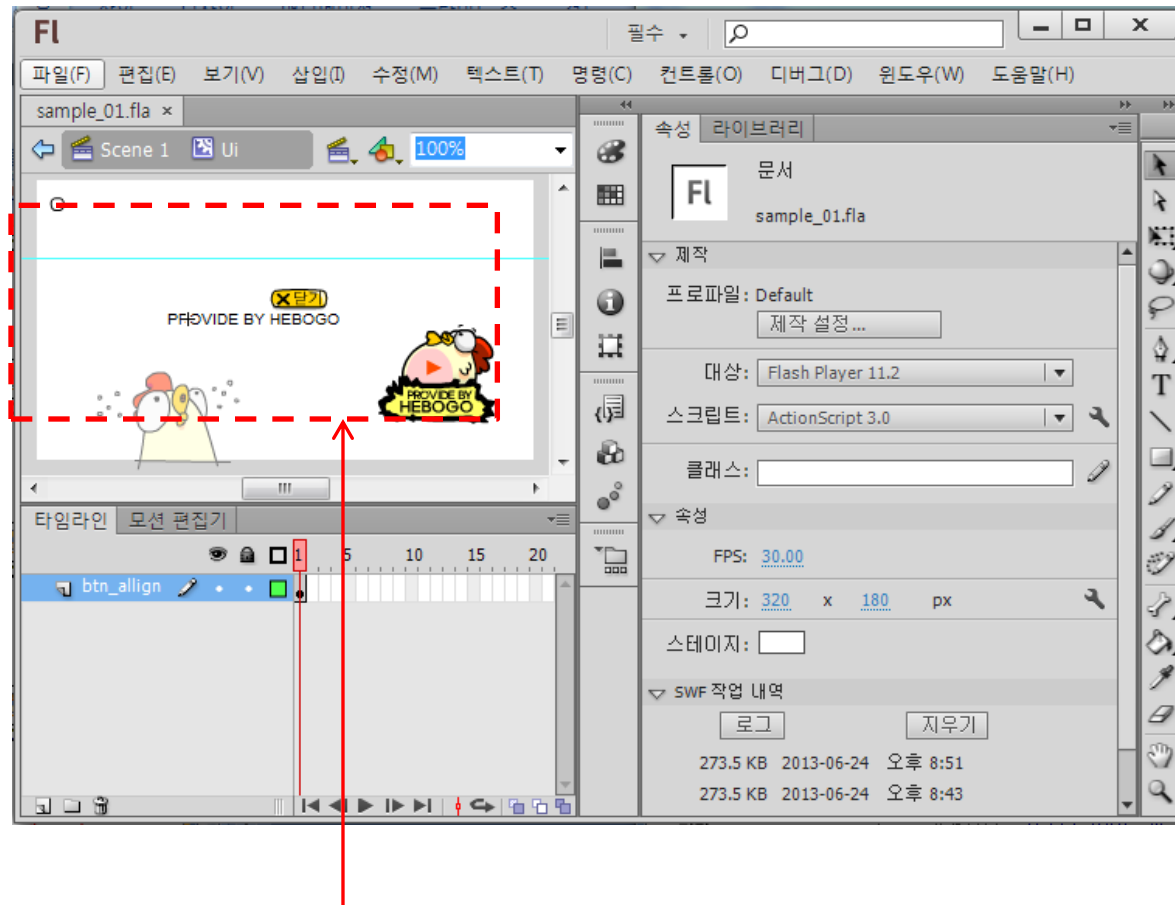 Fl 필수
파일(F) 편집(E) 보기(V) 삽입(I) 수정(M) 텍스트(T) 명령(C) 컨트롤(O) 디버그(D) 윈도우(W) 도움말(H)
sample_01.fla ×
Scene 1 Ui 100%
닫기
PROVIDE BY HEBOGO
PROVIDE BY
HEBOGO
타임라인 모션 편집기
1 5 10 15 20
btn_allign
속성 라이브러리
Fl 문서
sample_01.fla
제작
프로파일: Default
제작 설정...
대상: Flash Player 11.2
스크립트: ActionScript 3.0
클래스:
속성
FPS: 30.00
크기: 320 x 180 px
스테이지:
SWF 작업 내역
로그 지우기
273.5 KB 2013-06-24 오후 8:51
273.5 KB 2013-06-24 오후 8:43